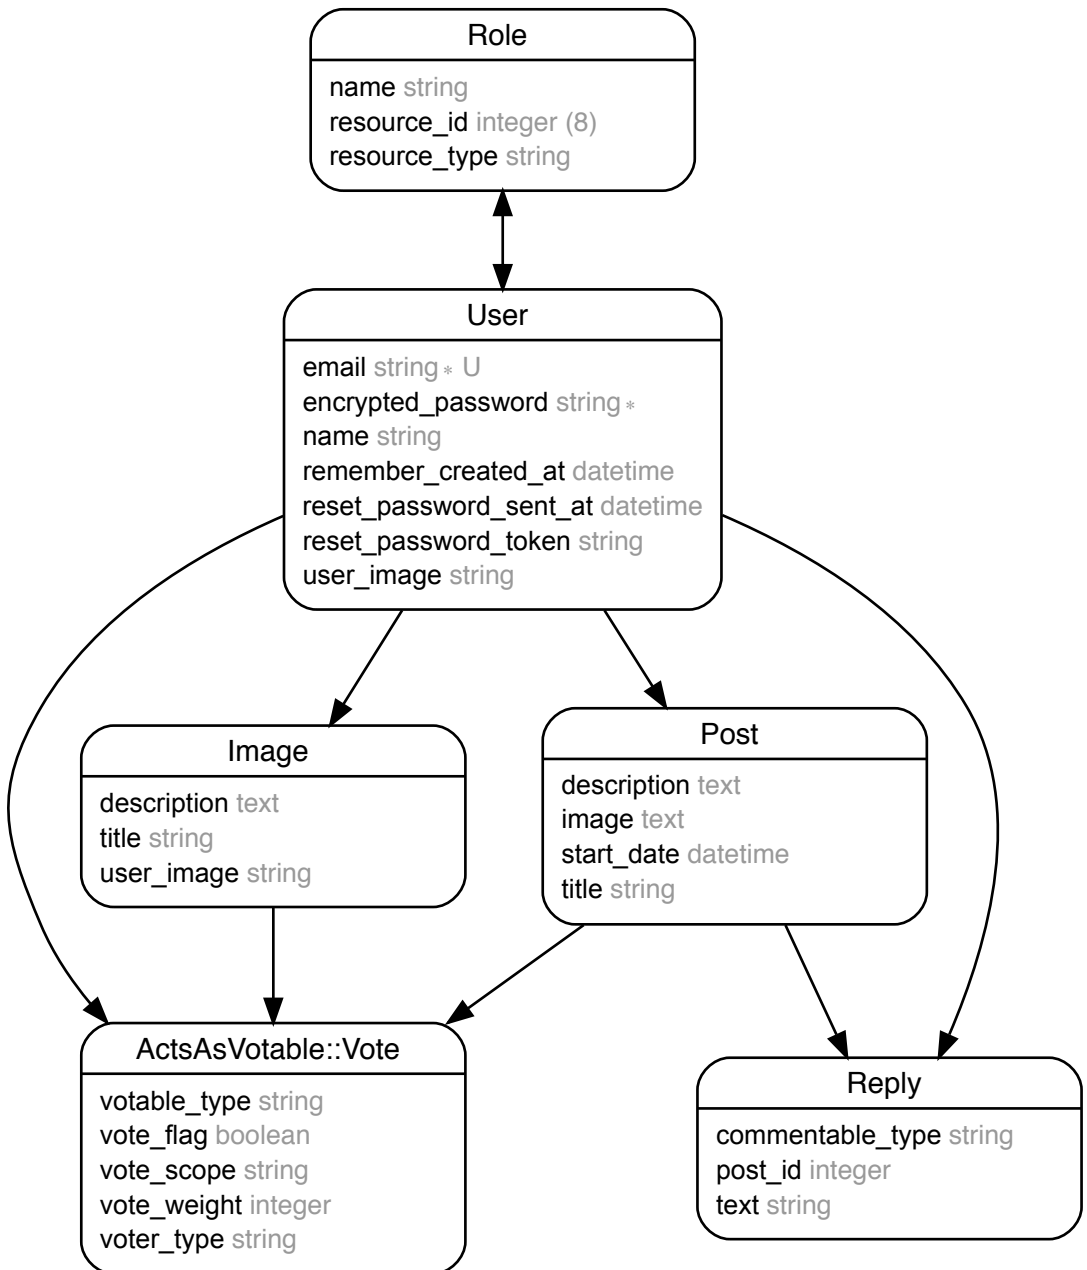 Role
name string
resource_id integer (8)
resource_type string
User
email string * U
encrypted_password string *
name string
remember_created_at datetime
reset_password_sent_at datetime
reset_password_token string
user_image string
Image
description text
title string
user_image string
Post
description text
image text
start_date datetime
title string
ActsAsVotable::Vote
votable_type string
vote_flag boolean
vote_scope string
vote_weight integer
voter_type string
Reply
commentable_type string
post_id integer
text string